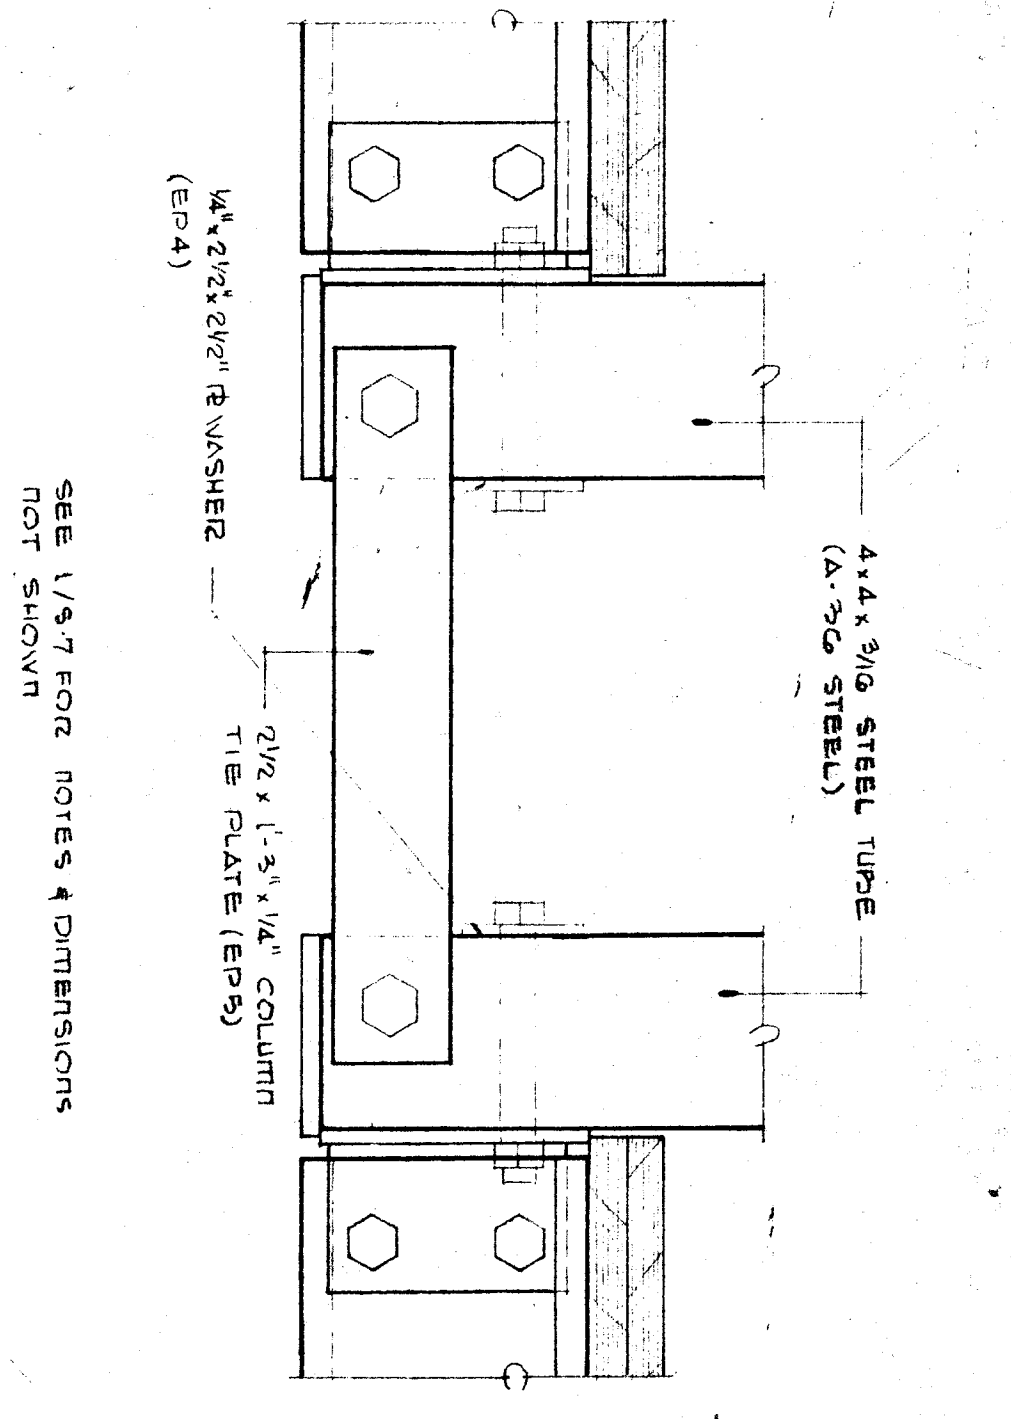 4 x 4 x 3/16 STEEL TUBE
(A-36 STEEL)
1/4" x 2 1/2" x 2 1/2" ⅊ WASHER
(EP4)
2 1/2 x 1'-3" x 1/4" COLUMN
TIE PLATE (EP5)
SEE 1/S.7 FOR NOTES & DIMENSIONS
NOT SHOWN